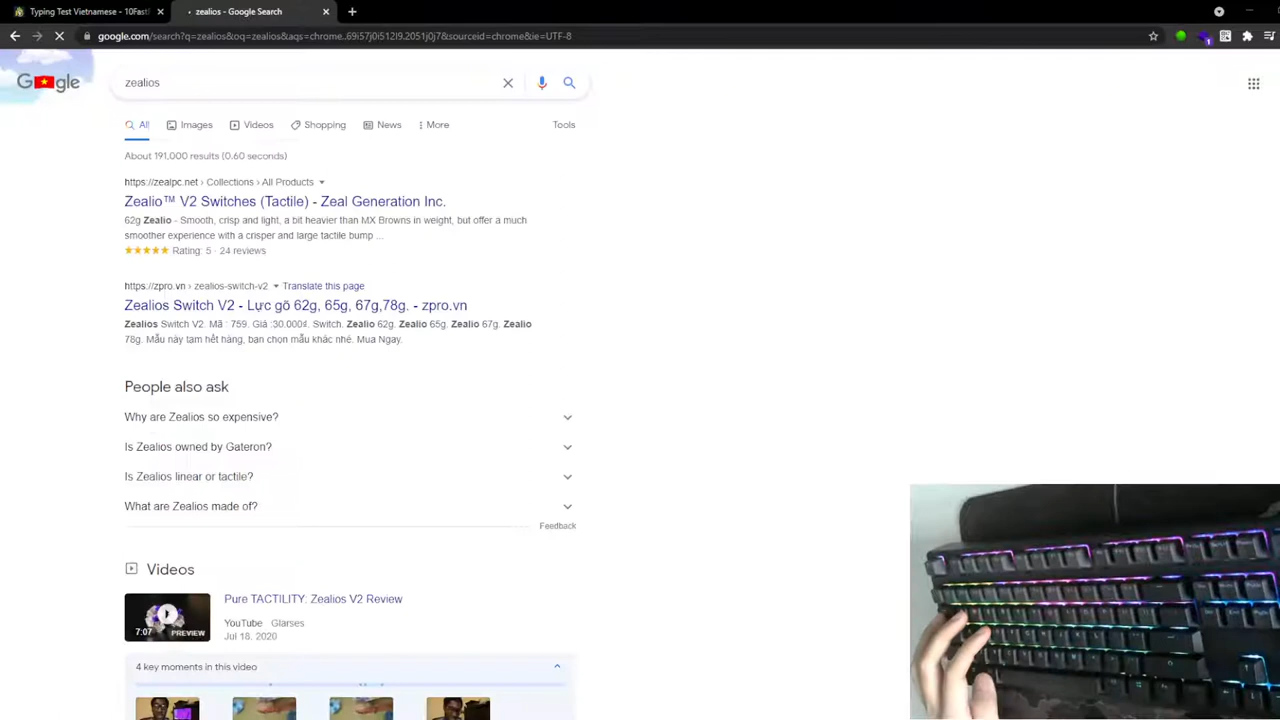 Typing Test Vietnamese - 10Fast
zealios - Google Search
google.com/search?q=zealios&oq=zealios&aqs=chrome..69i57j0i512l9.2051j0j7&sourceid=chrome&ie=UTF-8
1
G gle
zealios
All Images Videos Shopping News More Tools
About 191,000 results (0.60 seconds)
https://zealpc.net › Collections › All Products
Zealio™ V2 Switches (Tactile) - Zeal Generation Inc.
62g Zealio - Smooth, crisp and light, a bit heavier than MX Browns in weight, but offer a much
smoother experience with a crisper and large tactile bump ...
Rating: 5 · 24 reviews
https://zpro.vn › zealios-switch-v2 Translate this page
Zealios Switch V2 - Lực gõ 62g, 65g, 67g,78g. - zpro.vn
Zealios Switch V2. Mã : 759. Giá :30.000₫. Switch. Zealio 62g. Zealio 65g. Zealio 67g. Zealio
78g. Mẫu này tam hết hàng, bạn chọn mẫu khác nhé. Mua Ngay.
People also ask
Why are Zealios so expensive?
Is Zealios owned by Gateron?
Is Zealios linear or tactile?
What are Zealios made of?
Feedback
Videos
Pure TACTILITY: Zealios V2 Review
7:07 PREVIEW
YouTube · Glarses
Jul 18, 2020
4 key moments in this video